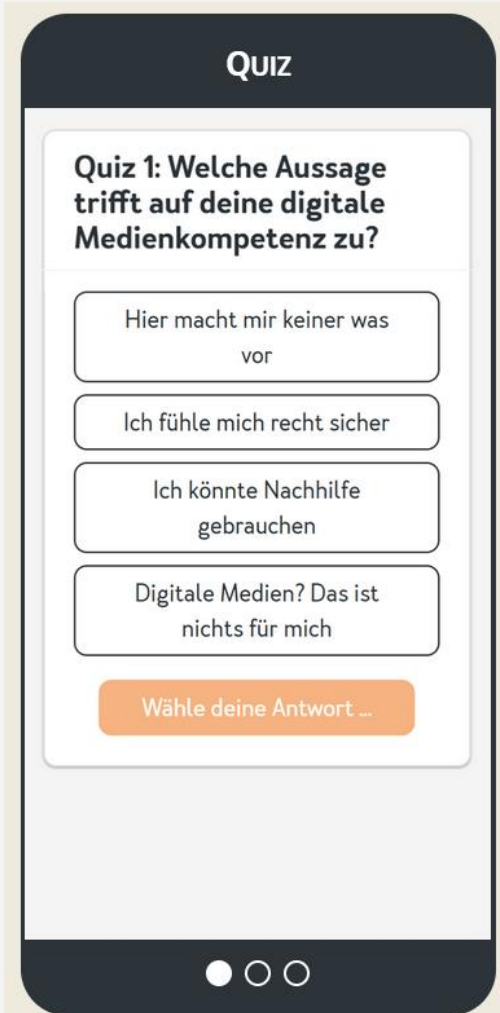 QUIZ
Quiz 1: Welche Aussage
trifft auf deine digitale
Medienkompetenz zu?
Hier macht mir keiner was
vor
Ich fühle mich recht sicher
Ich könnte Nachhilfe
gebrauchen
Digitale Medien? Das ist
nichts für mich
Wähle deine Antwort ...